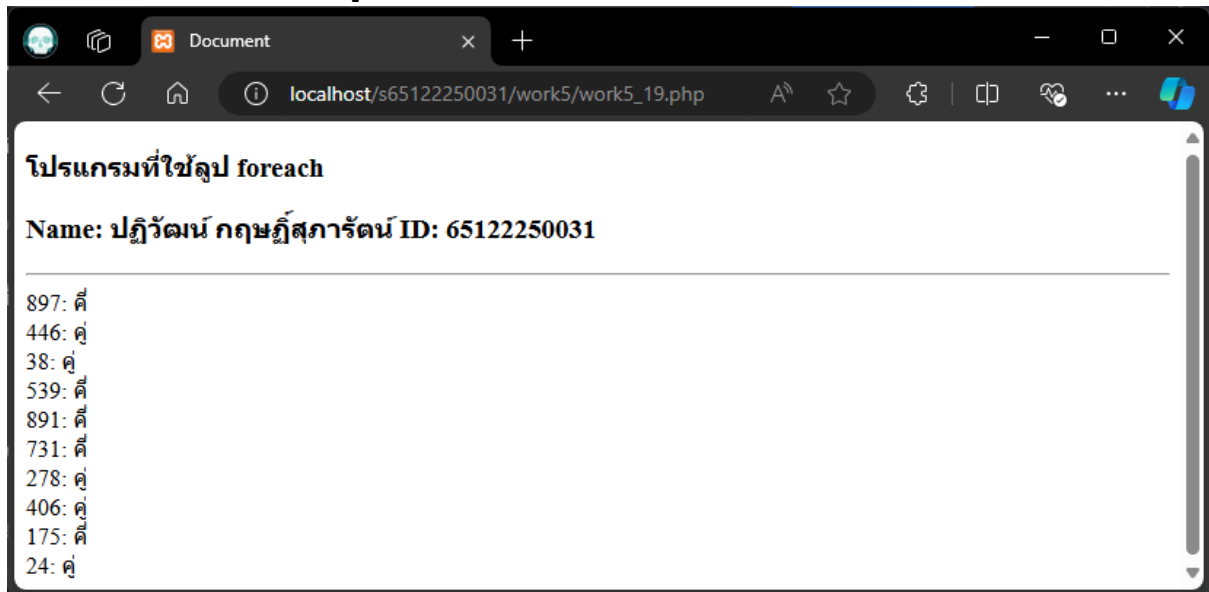 Document
localhost/s65122250031/work5/work5_19.php
โปรแกรมที่ใช้ลูป foreach
Name: ปฏิวัฒน์ กฤษฏิ์สุภารัตน์ ID: 65122250031
897: คี่
446: คู่
38: คู่
539: คี่
891: คี่
731: คี่
278: คู่
406: คู่
175: คี่
24: คู่